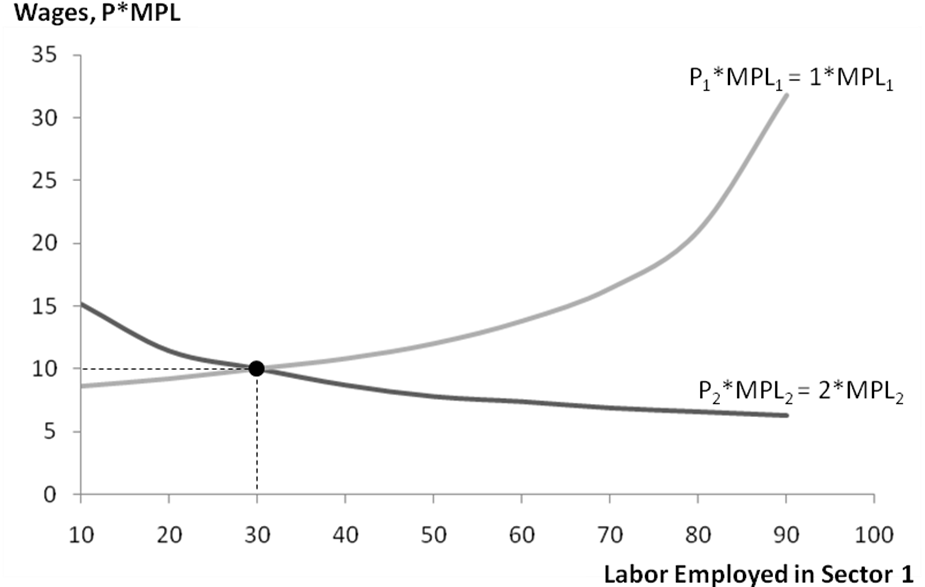 Wages, P*MPL
35
30
25
20
15
10
5
0
P₁*MPL₁ = 1*MPL₁
P₂*MPL₂ = 2*MPL₂
10 20 30 40 50 60 70 80 90 100
Labor Employed in Sector 1